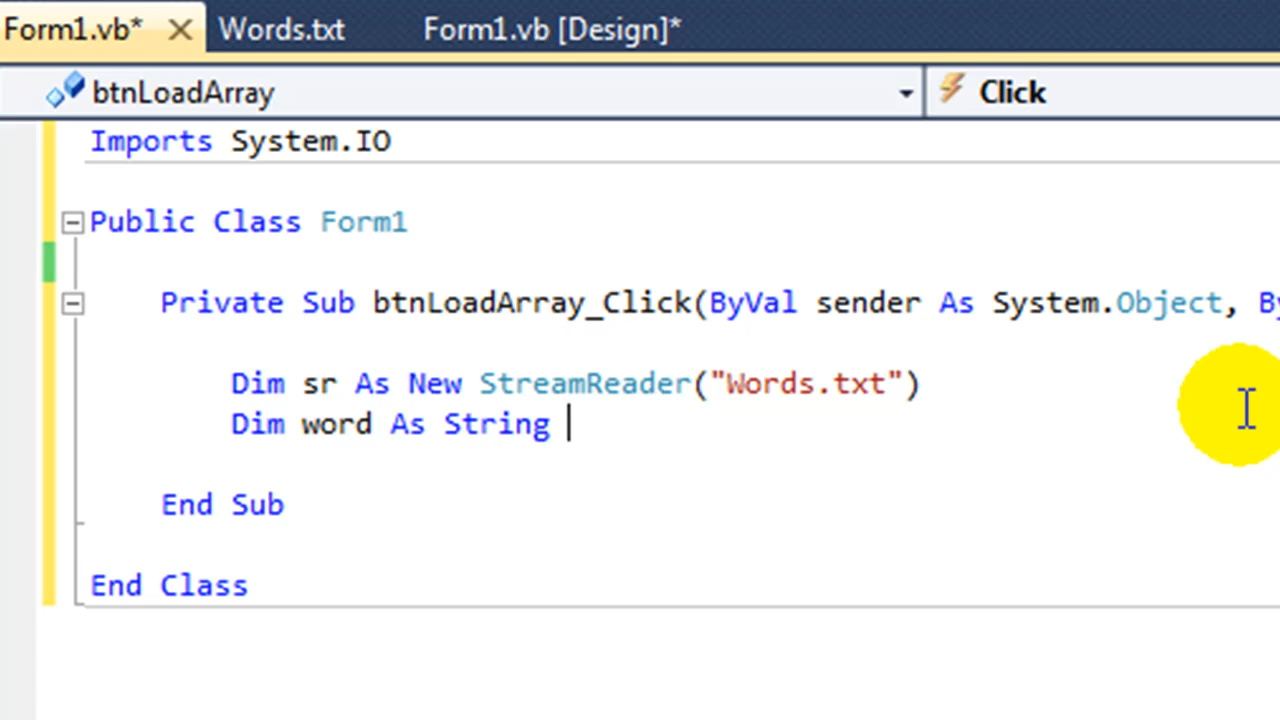 Form1.vb* Words.txt Form1.vb [Design]*
btnLoadArray Click
Imports System.IO
Public Class Form1
Private Sub btnLoadArray_Click(ByVal sender As System.Object, By
Dim sr As New StreamReader("Words.txt")
Dim word As String
End Sub
End Class